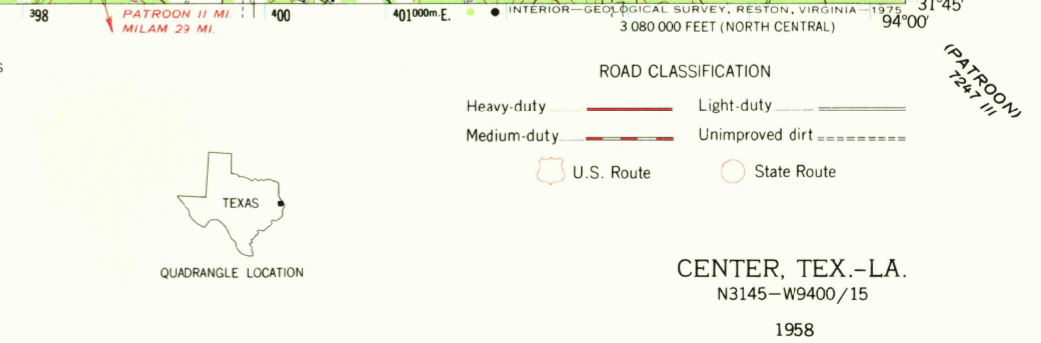 398
PATROON 11 MI.
MILAM 29 MI.
400
401000m.E.
INTERIOR—GEOLOGICAL SURVEY, RESTON, VIRGINIA—1975
31°45'
94°00'
3 080 000 FEET (NORTH CENTRAL)
(PATROON)
7247 III
S
ROAD CLASSIFICATION
Heavy-duty
Light-duty
Medium-duty
Unimproved dirt
U.S. Route
State Route
TEXAS
QUADRANGLE LOCATION
CENTER, TEX.-LA.
N3145—W9400/15
1958